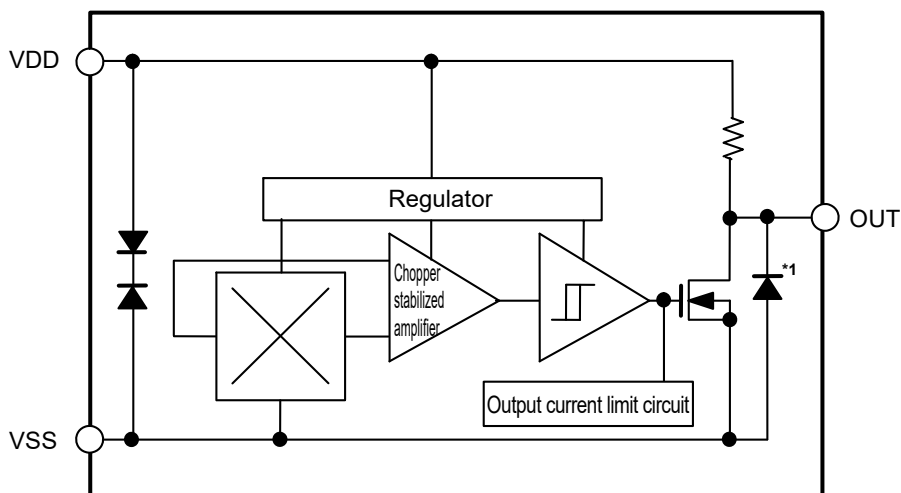 VDD
Regulator
OUT
*1
Chopper
stabilized
amplifier
Output current limit circuit
VSS